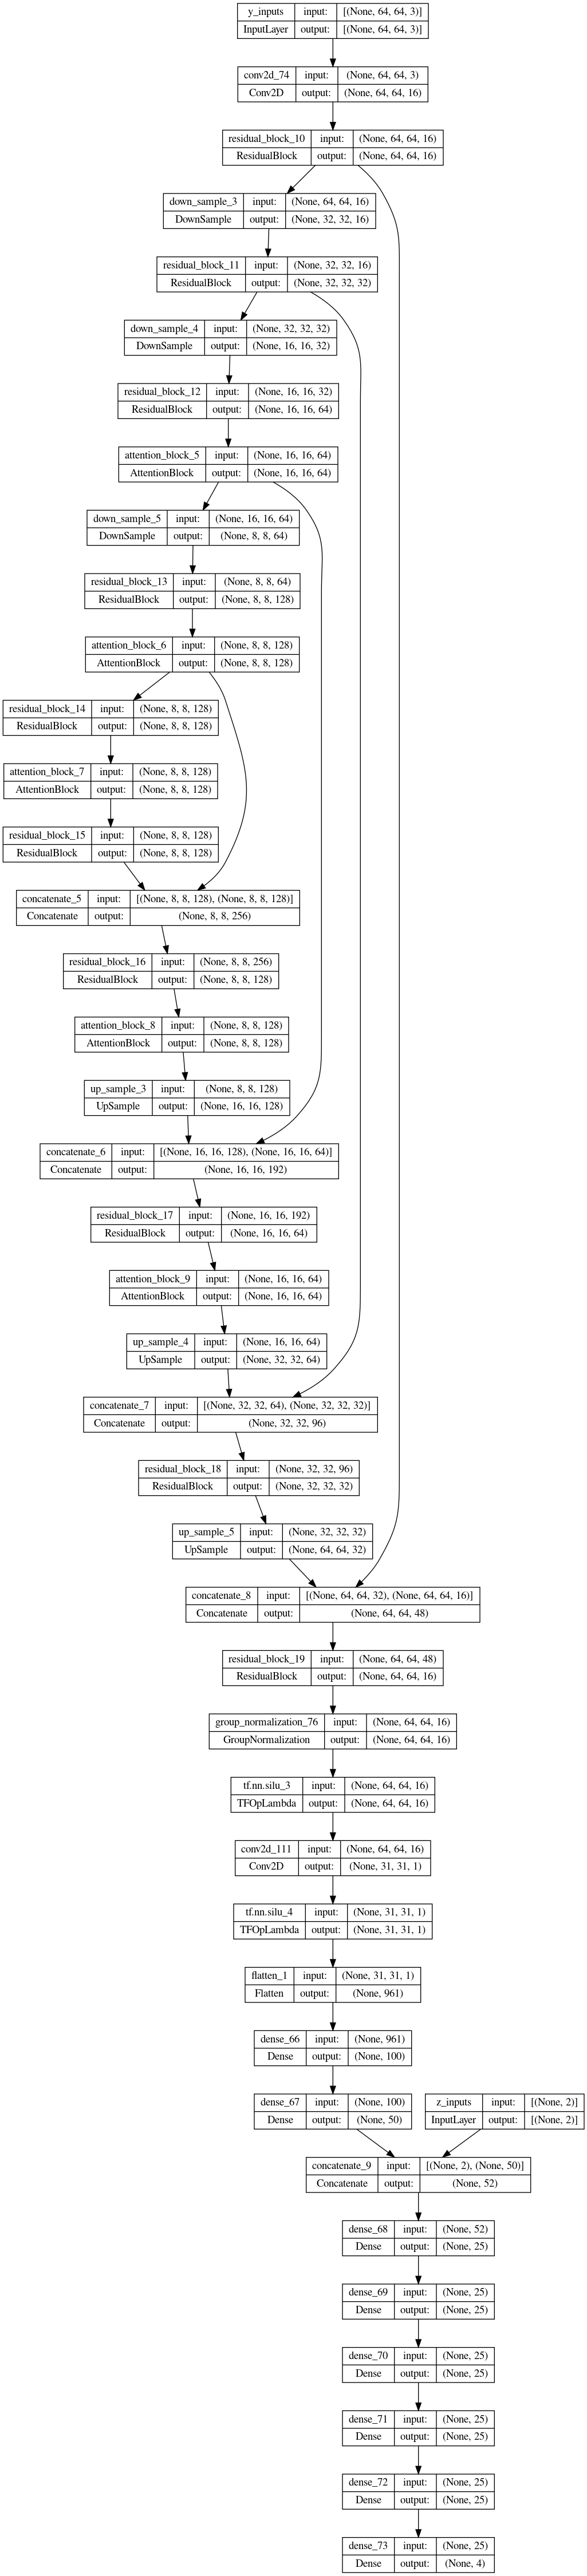 y_inputs input: [(None, 64, 64, 3)]
InputLayer output: [(None, 64, 64, 3)]
conv2d_74 input: (None, 64, 64, 3)
Conv2D output: (None, 64, 64, 16)
residual_block_10 input: (None, 64, 64, 16)
ResidualBlock output: (None, 64, 64, 16)
down_sample_3 input: (None, 64, 64, 16)
DownSample output: (None, 32, 32, 16)
residual_block_11 input: (None, 32, 32, 16)
ResidualBlock output: (None, 32, 32, 32)
down_sample_4 input: (None, 32, 32, 32)
DownSample output: (None, 16, 16, 32)
residual_block_12 input: (None, 16, 16, 32)
ResidualBlock output: (None, 16, 16, 64)
attention_block_5 input: (None, 16, 16, 64)
AttentionBlock output: (None, 16, 16, 64)
down_sample_5 input: (None, 16, 16, 64)
DownSample output: (None, 8, 8, 64)
residual_block_13 input: (None, 8, 8, 64)
ResidualBlock output: (None, 8, 8, 128)
attention_block_6 input: (None, 8, 8, 128)
AttentionBlock output: (None, 8, 8, 128)
residual_block_14 input: (None, 8, 8, 128)
ResidualBlock output: (None, 8, 8, 128)
attention_block_7 input: (None, 8, 8, 128)
AttentionBlock output: (None, 8, 8, 128)
residual_block_15 input: (None, 8, 8, 128)
ResidualBlock output: (None, 8, 8, 128)
concatenate_5 input: [(None, 8, 8, 128), (None, 8, 8, 128)]
Concatenate output: (None, 8, 8, 256)
residual_block_16 input: (None, 8, 8, 256)
ResidualBlock output: (None, 8, 8, 128)
attention_block_8 input: (None, 8, 8, 128)
AttentionBlock output: (None, 8, 8, 128)
up_sample_3 input: (None, 8, 8, 128)
UpSample output: (None, 16, 16, 128)
concatenate_6 input: [(None, 16, 16, 128), (None, 16, 16, 64)]
Concatenate output: (None, 16, 16, 192)
residual_block_17 input: (None, 16, 16, 192)
ResidualBlock output: (None, 16, 16, 64)
attention_block_9 input: (None, 16, 16, 64)
AttentionBlock output: (None, 16, 16, 64)
up_sample_4 input: (None, 16, 16, 64)
UpSample output: (None, 32, 32, 64)
concatenate_7 input: [(None, 32, 32, 64), (None, 32, 32, 32)]
Concatenate output: (None, 32, 32, 96)
residual_block_18 input: (None, 32, 32, 96)
ResidualBlock output: (None, 32, 32, 32)
up_sample_5 input: (None, 32, 32, 32)
UpSample output: (None, 64, 64, 32)
concatenate_8 input: [(None, 64, 64, 32), (None, 64, 64, 16)]
Concatenate output: (None, 64, 64, 48)
residual_block_19 input: (None, 64, 64, 48)
ResidualBlock output: (None, 64, 64, 16)
group_normalization_76 input: (None, 64, 64, 16)
GroupNormalization output: (None, 64, 64, 16)
tf.nn.silu_3 input: (None, 64, 64, 16)
TFOpLambda output: (None, 64, 64, 16)
conv2d_111 input: (None, 64, 64, 16)
Conv2D output: (None, 31, 31, 1)
tf.nn.silu_4 input: (None, 31, 31, 1)
TFOpLambda output: (None, 31, 31, 1)
flatten_1 input: (None, 31, 31, 1)
Flatten output: (None, 961)
dense_66 input: (None, 961)
Dense output: (None, 100)
dense_67 input: (None, 100)
Dense output: (None, 50)
z_inputs input: [(None, 2)]
InputLayer output: [(None, 2)]
concatenate_9 input: [(None, 2), (None, 50)]
Concatenate output: (None, 52)
dense_68 input: (None, 52)
Dense output: (None, 25)
dense_69 input: (None, 25)
Dense output: (None, 25)
dense_70 input: (None, 25)
Dense output: (None, 25)
dense_71 input: (None, 25)
Dense output: (None, 25)
dense_72 input: (None, 25)
Dense output: (None, 25)
dense_73 input: (None, 25)
Dense output: (None, 4)